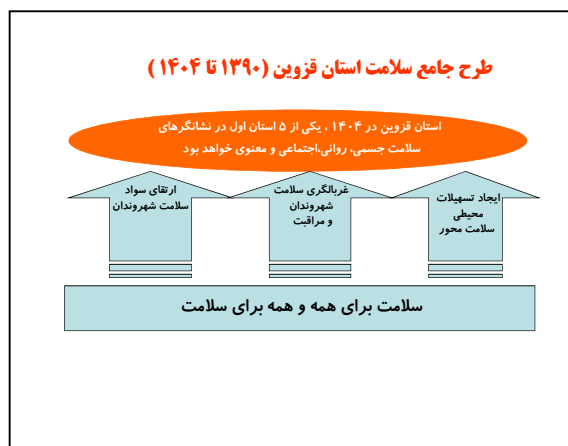 طرح جامع سلامت استان قزوین (۱۳۹۰ تا ۱۴۰۴ )
استان قزوین در ۱۴۰۴ ، یکی از ۵ استان اول در نشانگرهای
سلامت جسمی، روانی،اجتماعی و معنوی خواهد بود
ایجاد تسهیلات
محیطی
سلامت محور
غربالگری سلامت
شهروندان
و مراقبت
ارتقای سواد
سلامت شهروندان
سلامت برای همه و همه برای سلامت